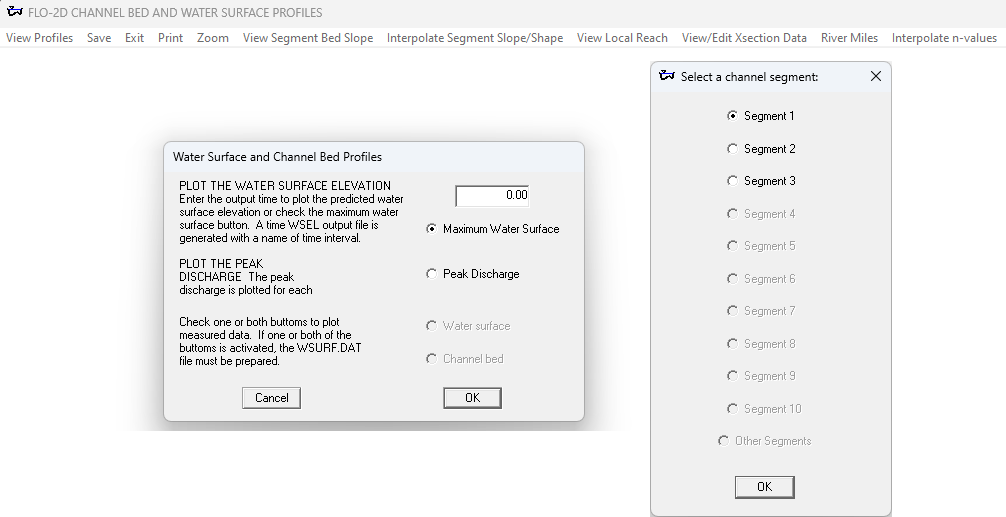 FLO-2D CHANNEL BED AND WATER SURFACE PROFILES
View Profiles Save Exit Print Zoom View Segment Bed Slope Interpolate Segment Slope/Shape View Local Reach View/Edit Xsection Data River Miles Interpolate n-values
Water Surface and Channel Bed Profiles
PLOT THE WATER SURFACE ELEVATION
Enter the output time to plot the predicted water
surface elevation or check the maximum water
surface button. A time WSEL output file is
generated with a name of time interval.
0.00
Maximum Water Surface
PLOT THE PEAK
DISCHARGE The peak
discharge is plotted for each
Peak Discharge
Check one or both buttoms to plot
measured data. If one or both of the
buttoms is activated, the WSURF.DAT
file must be prepared.
Water surface
Channel bed
Cancel
OK
Select a channel segment:
Segment 1
Segment 2
Segment 3
Segment 4
Segment 5
Segment 6
Segment 7
Segment 8
Segment 9
Segment 10
Other Segments
OK